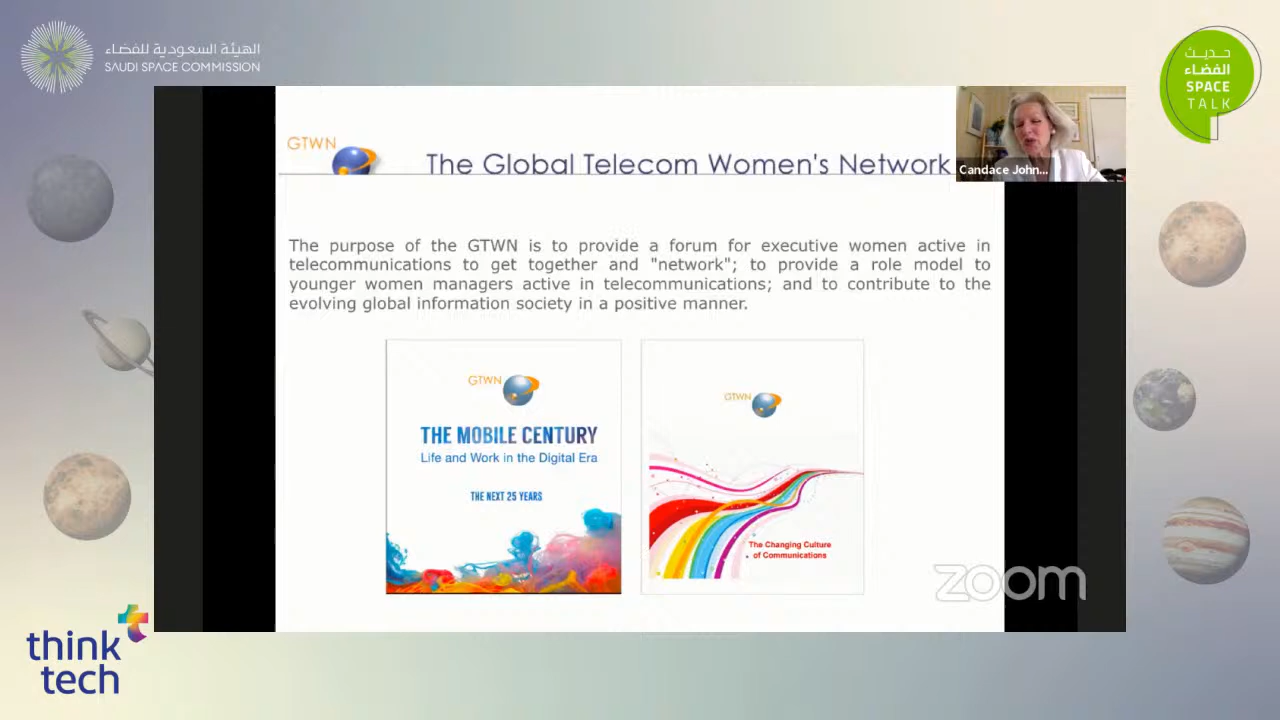 الهيئة السعودية للفضاء
SAUDI SPACE COMMISSION
حديث
الفضاء
SPACE
TALK
GTWN
The Global Telecom Women's Network
Candace John...
The purpose of the GTWN is to provide a forum for executive women active in
telecommunications to get together and "network"; to provide a role model to
younger women managers active in telecommunications; and to contribute to the
evolving global information society in a positive manner.
GTWN
THE MOBILE CENTURY
Life and Work in the Digital Era
THE NEXT 25 YEARS
GTWN
The Changing Culture
of Communications
zoom
think
tech